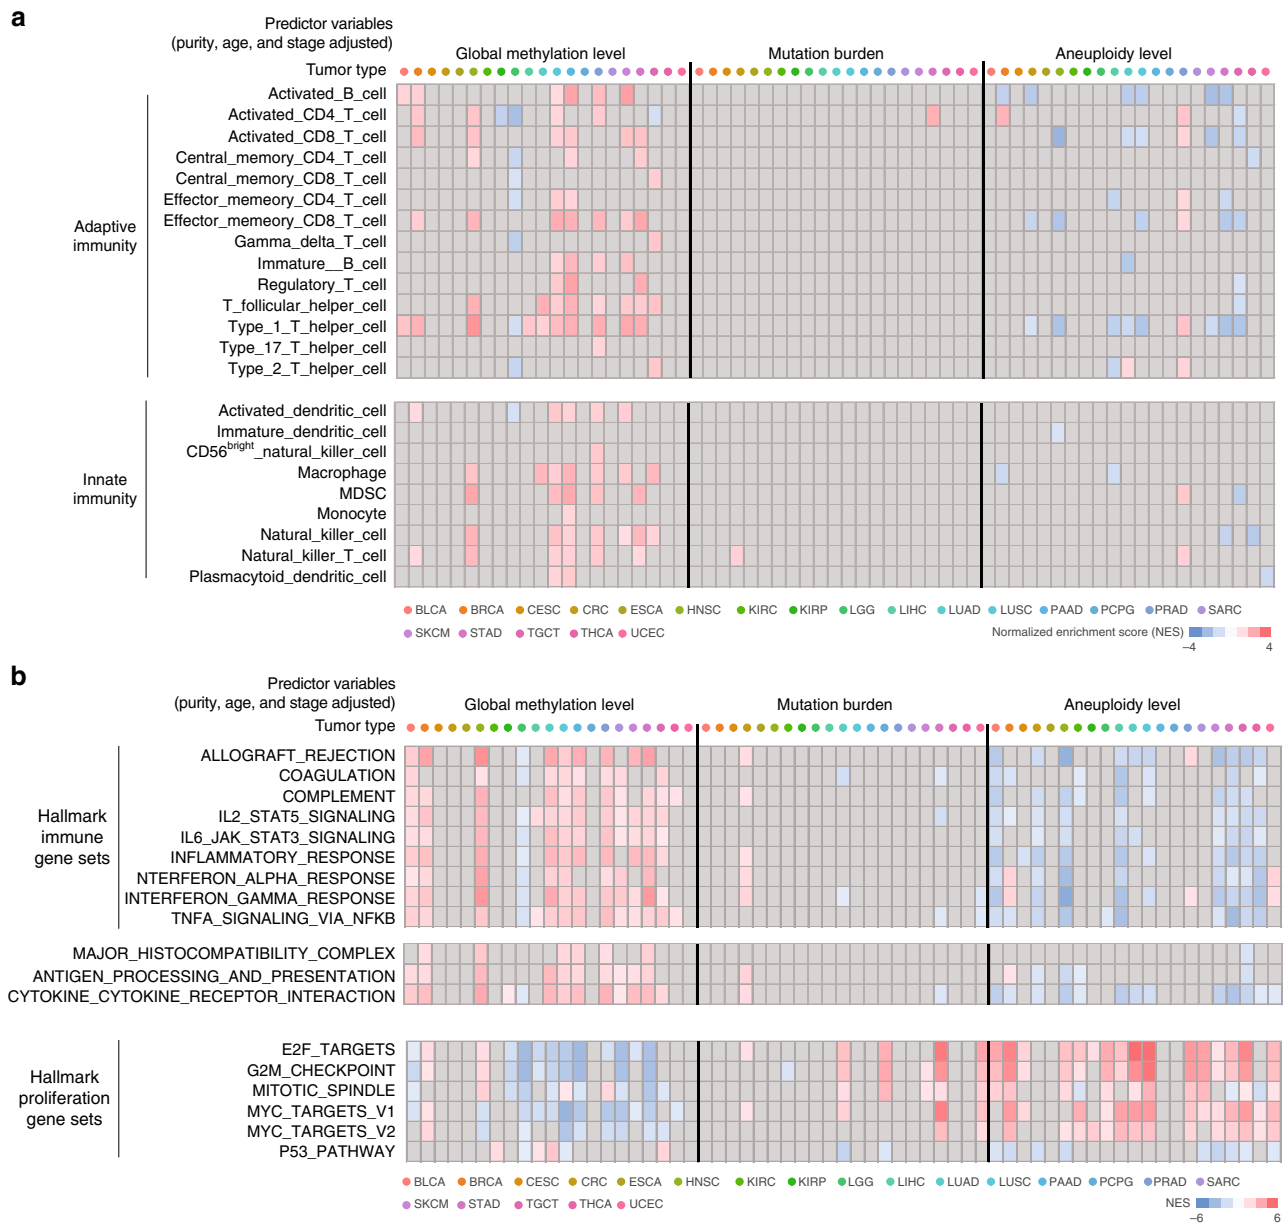 a
Predictor variables
(purity, age, and stage adjusted)
Global methylation level Mutation burden Aneuploidy level
Tumor type
Adaptive immunity
Activated_B_cell
Activated_CD4_T_cell
Activated_CD8_T_cell
Central_memory_CD4_T_cell
Central_memory_CD8_T_cell
Effector_memeory_CD4_T_cell
Effector_memeory_CD8_T_cell
Gamma_delta_T_cell
Immature__B_cell
Regulatory_T_cell
T_follicular_helper_cell
Type_1_T_helper_cell
Type_17_T_helper_cell
Type_2_T_helper_cell
Innate immunity
Activated_dendritic_cell
Immature_dendritic_cell
CD56bright_natural_killer_cell
Macrophage
MDSC
Monocyte
Natural_killer_cell
Natural_killer_T_cell
Plasmacytoid_dendritic_cell
BLCA BRCA CESC CRC ESCA HNSC KIRC KIRP LGG LIHC LUAD LUSC PAAD PCPG PRAD SARC
SKCM STAD TGCT THCA UCEC
Normalized enrichment score (NES)
−4 4
b
Predictor variables
(purity, age, and stage adjusted)
Global methylation level Mutation burden Aneuploidy level
Tumor type
Hallmark immune gene sets
ALLOGRAFT_REJECTION
COAGULATION
COMPLEMENT
IL2_STAT5_SIGNALING
IL6_JAK_STAT3_SIGNALING
INFLAMMATORY_RESPONSE
NTERFERON_ALPHA_RESPONSE
INTERFERON_GAMMA_RESPONSE
TNFA_SIGNALING_VIA_NFKB
MAJOR_HISTOCOMPATIBILITY_COMPLEX
ANTIGEN_PROCESSING_AND_PRESENTATION
CYTOKINE_CYTOKINE_RECEPTOR_INTERACTION
Hallmark proliferation gene sets
E2F_TARGETS
G2M_CHECKPOINT
MITOTIC_SPINDLE
MYC_TARGETS_V1
MYC_TARGETS_V2
P53_PATHWAY
BLCA BRCA CESC CRC ESCA HNSC KIRC KIRP LGG LIHC LUAD LUSC PAAD PCPG PRAD SARC
SKCM STAD TGCT THCA UCEC
NES
−6 6